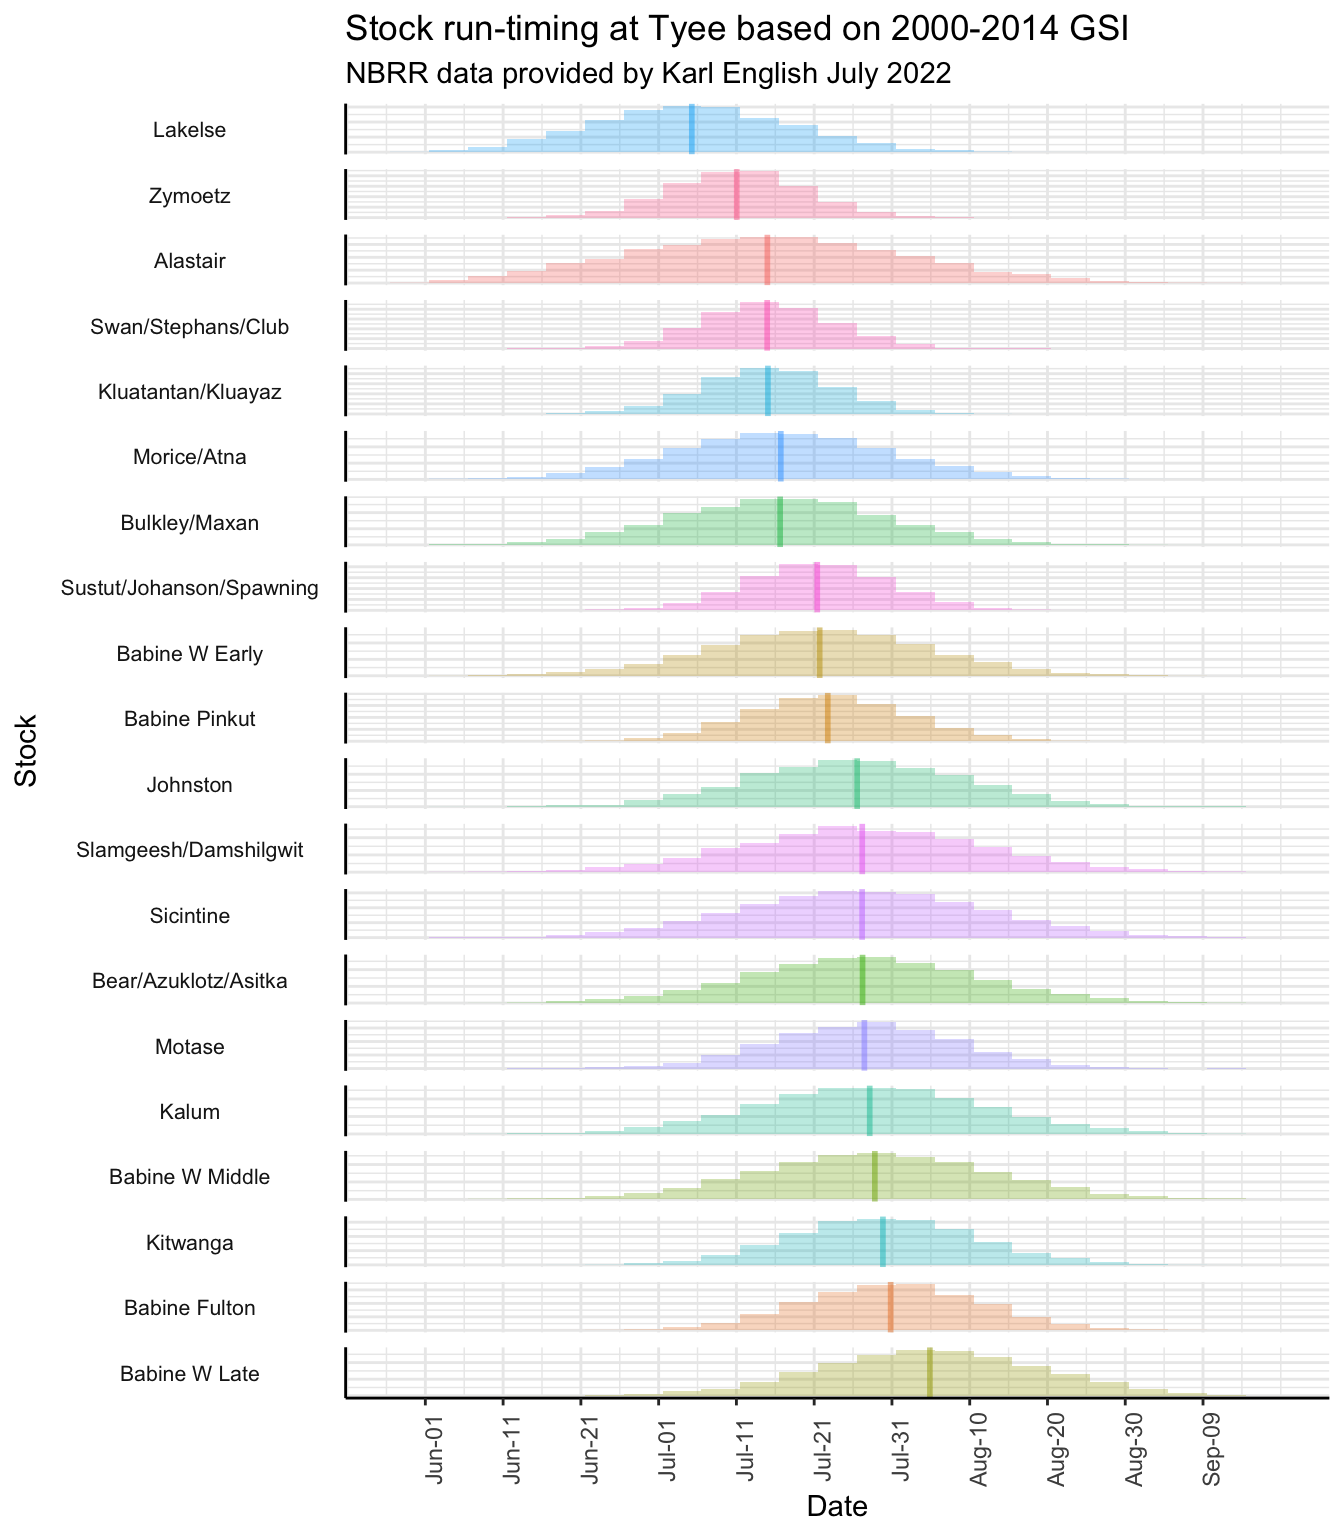 Stock run-timing at Tyee based on 2000-2014 GSI
NBRR data provided by Karl English July 2022
Stock
Lakelse
Zymoetz
Alastair
Swan/Stephans/Club
Kluatantan/Kluayaz
Morice/Atna
Bulkley/Maxan
Sustut/Johanson/Spawning
Babine W Early
Babine Pinkut
Johnston
Slamgeesh/Damshilgwit
Sicintine
Bear/Azuklotz/Asitka
Motase
Kalum
Babine W Middle
Kitwanga
Babine Fulton
Babine W Late
Jun-01
Jun-11
Jun-21
Jul-01
Jul-11
Jul-21
Jul-31
Aug-10
Aug-20
Aug-30
Sep-09
Date